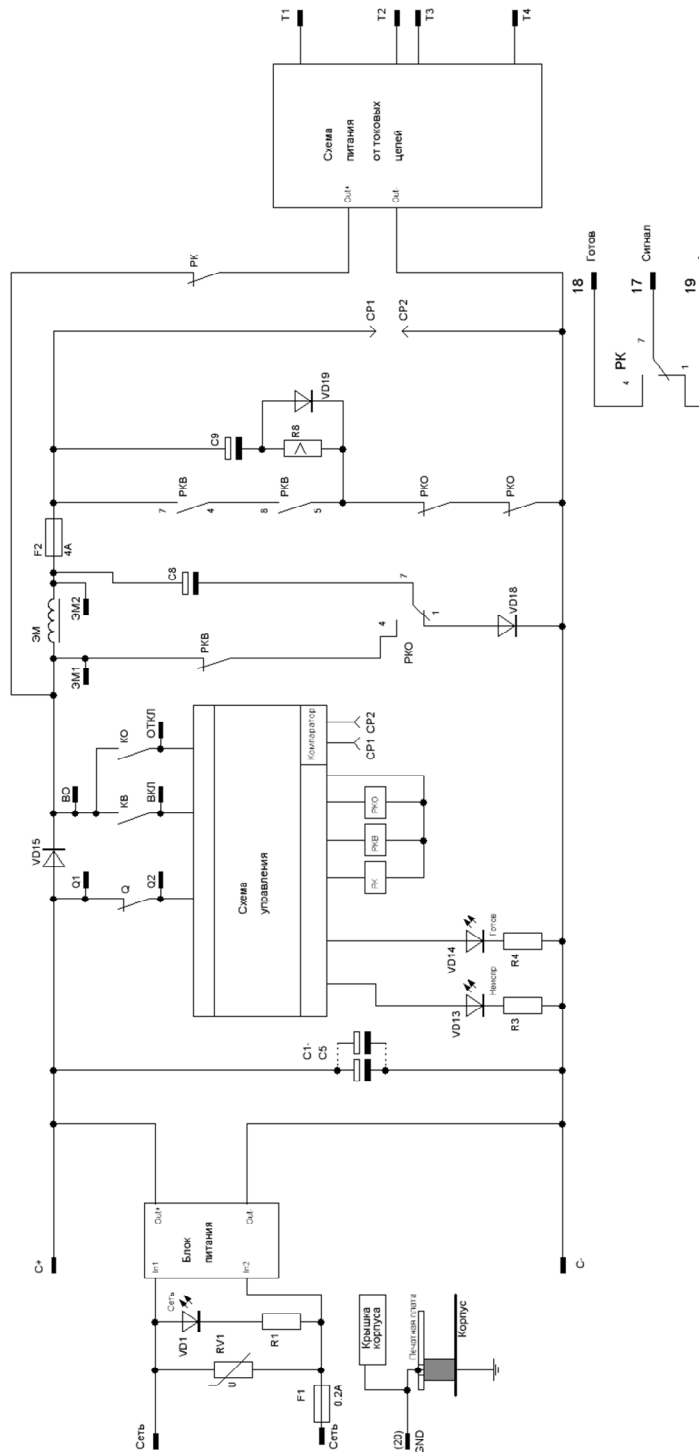 Сеть
Сеть
F1
0.2A
RV1
U
VD1
Сеть
R1
In1
In2
Блок
питания
Out+
Out-
C+
C-
(20)
GND
Крышка
корпуса
Печатная плата
Корпус
C1-
C5
VD13
Неиспр
R3
VD14
Готов
R4
Q1
Q
Q2
VD15
ВО
КВ
ВКЛ
КО
ОТКЛ
Схема
управления
Компаратор
РК
РКВ
РКО
СР1
СР2
ЭМ1
ЭМ
ЭМ2
F2
4A
РКВ
4
РКО
1
7
C8
VD18
7
РКВ
4
8
РКВ
5
РКО
РКО
C9
R8
VD19
СР1
СР2
РК
Out+
Out-
Схема
питания
от токовых
цепей
Т1
Т2
Т3
Т4
18
Готов
17
Сигнал
19
РК
4
7
1